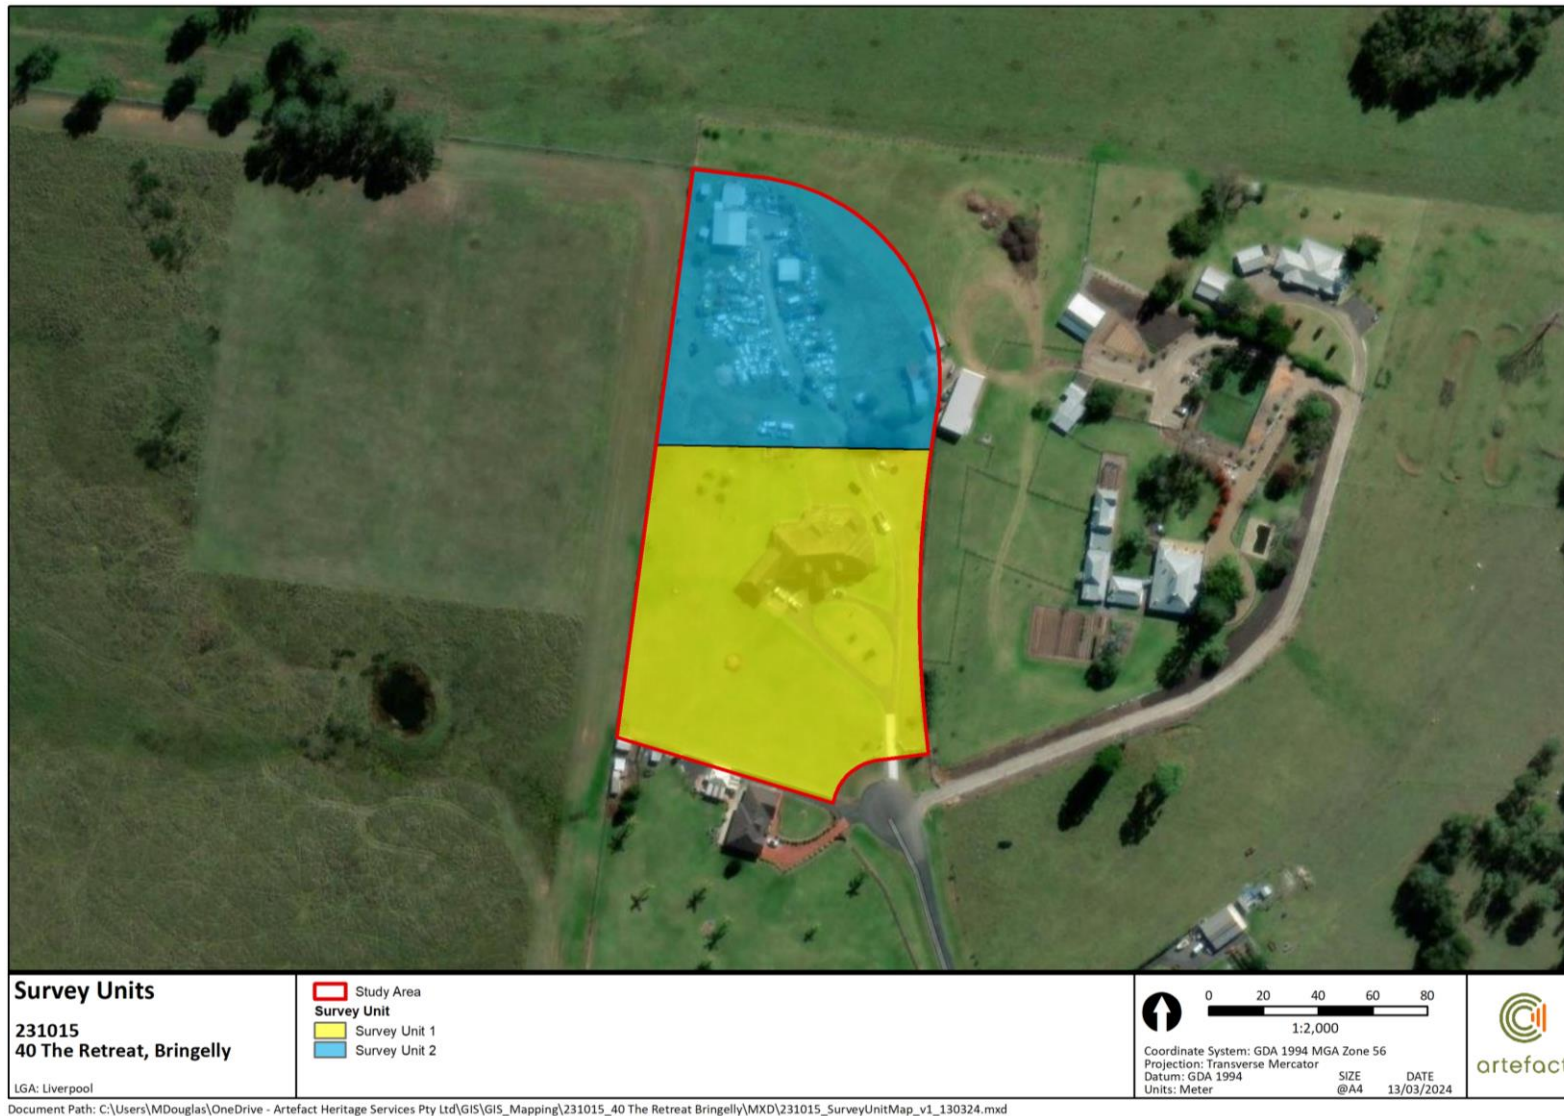 Survey Units
231015
40 The Retreat, Bringelly
LGA: Liverpool
Study Area
Survey Unit
Survey Unit 1
Survey Unit 2
0 20 40 60 80
1:2,000
Coordinate System: GDA 1994 MGA Zone 56
Projection: Transverse Mercator
Datum: GDA 1994
Units: Meter
SIZE
@A4
DATE
13/03/2024
artefact
Document Path: C:\Users\MDouglas\OneDrive - Artefact Heritage Services Pty Ltd\GIS\GIS_Mapping\231015_40 The Retreat Bringelly\MXD\231015_SurveyUnitMap_v1_130324.mxd